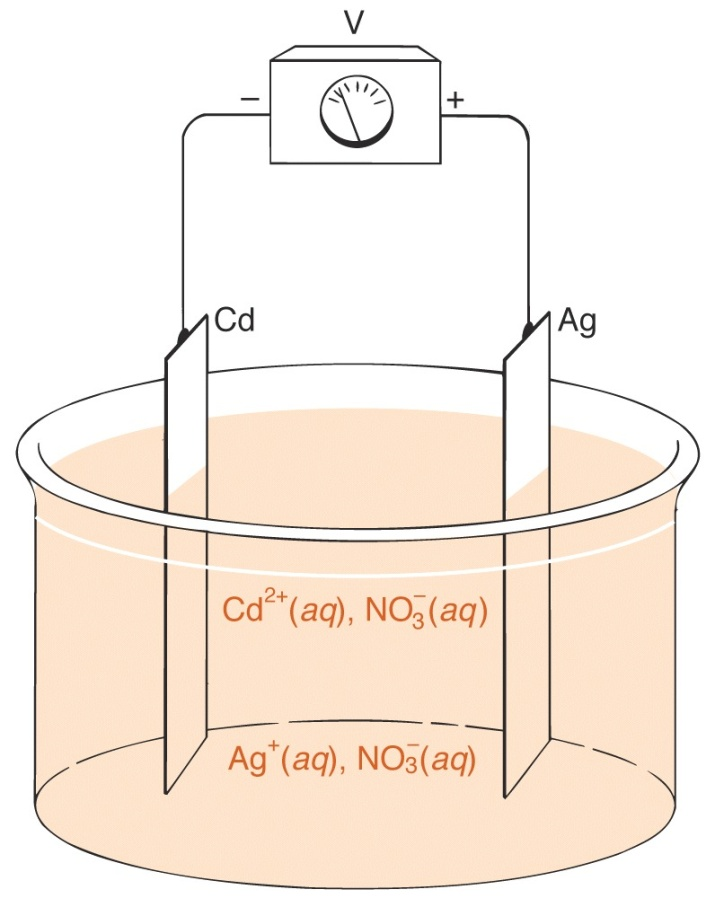 V
− +
Cd Ag
Cd²⁺(aq), NO₃⁻(aq)
Ag⁺(aq), NO₃⁻(aq)